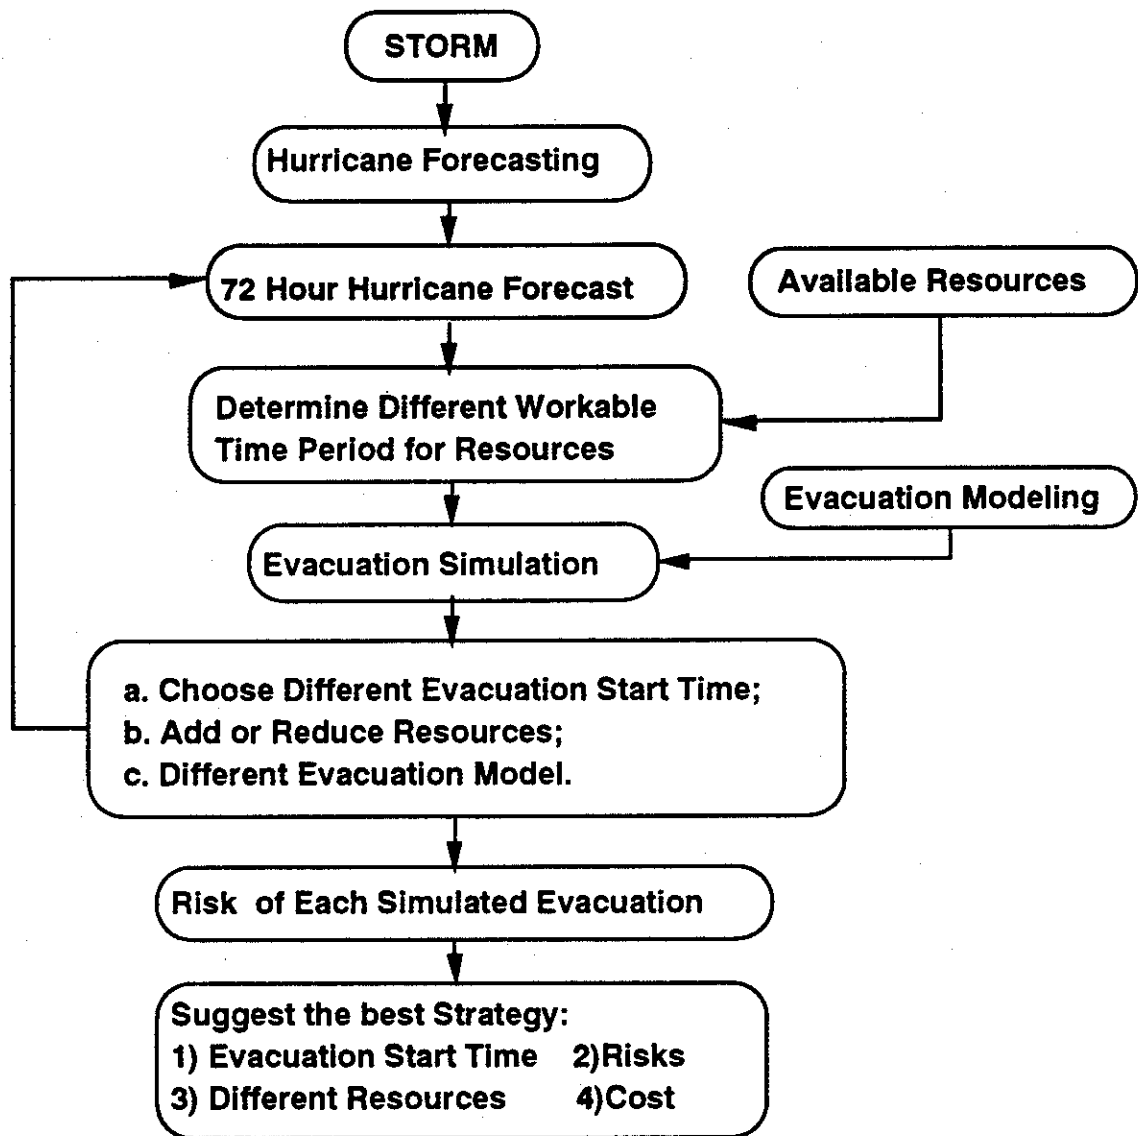 STORM
Hurricane Forecasting
72 Hour Hurricane Forecast
Available Resources
Determine Different Workable
Time Period for Resources
Evacuation Modeling
Evacuation Simulation
a. Choose Different Evacuation Start Time;
b. Add or Reduce Resources;
c. Different Evacuation Model.
Risk of Each Simulated Evacuation
Suggest the best Strategy:
1) Evacuation Start Time 2)Risks
3) Different Resources 4)Cost